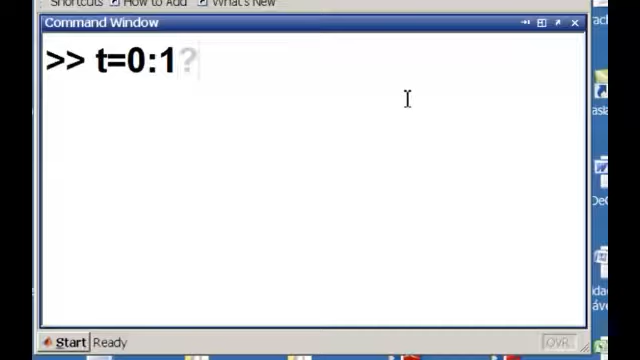 Shortcuts How to Add What's New
Command Window
>> t=0:1?
Start Ready
OVR